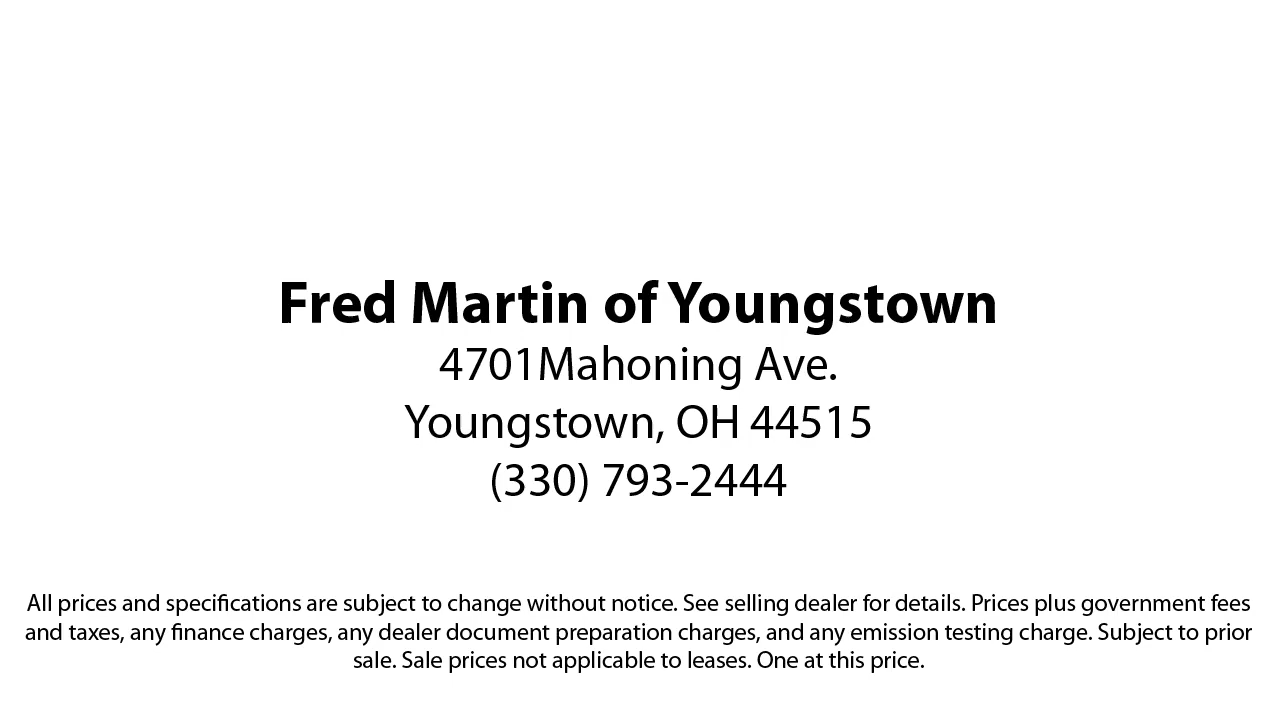 Fred Martin of Youngstown
4701Mahoning Ave.
Youngstown, OH 44515
(330) 793-2444
All prices and specifications are subject to change without notice. See selling dealer for details. Prices plus government fees
and taxes, any finance charges, any dealer document preparation charges, and any emission testing charge. Subject to prior
sale. Sale prices not applicable to leases. One at this price.